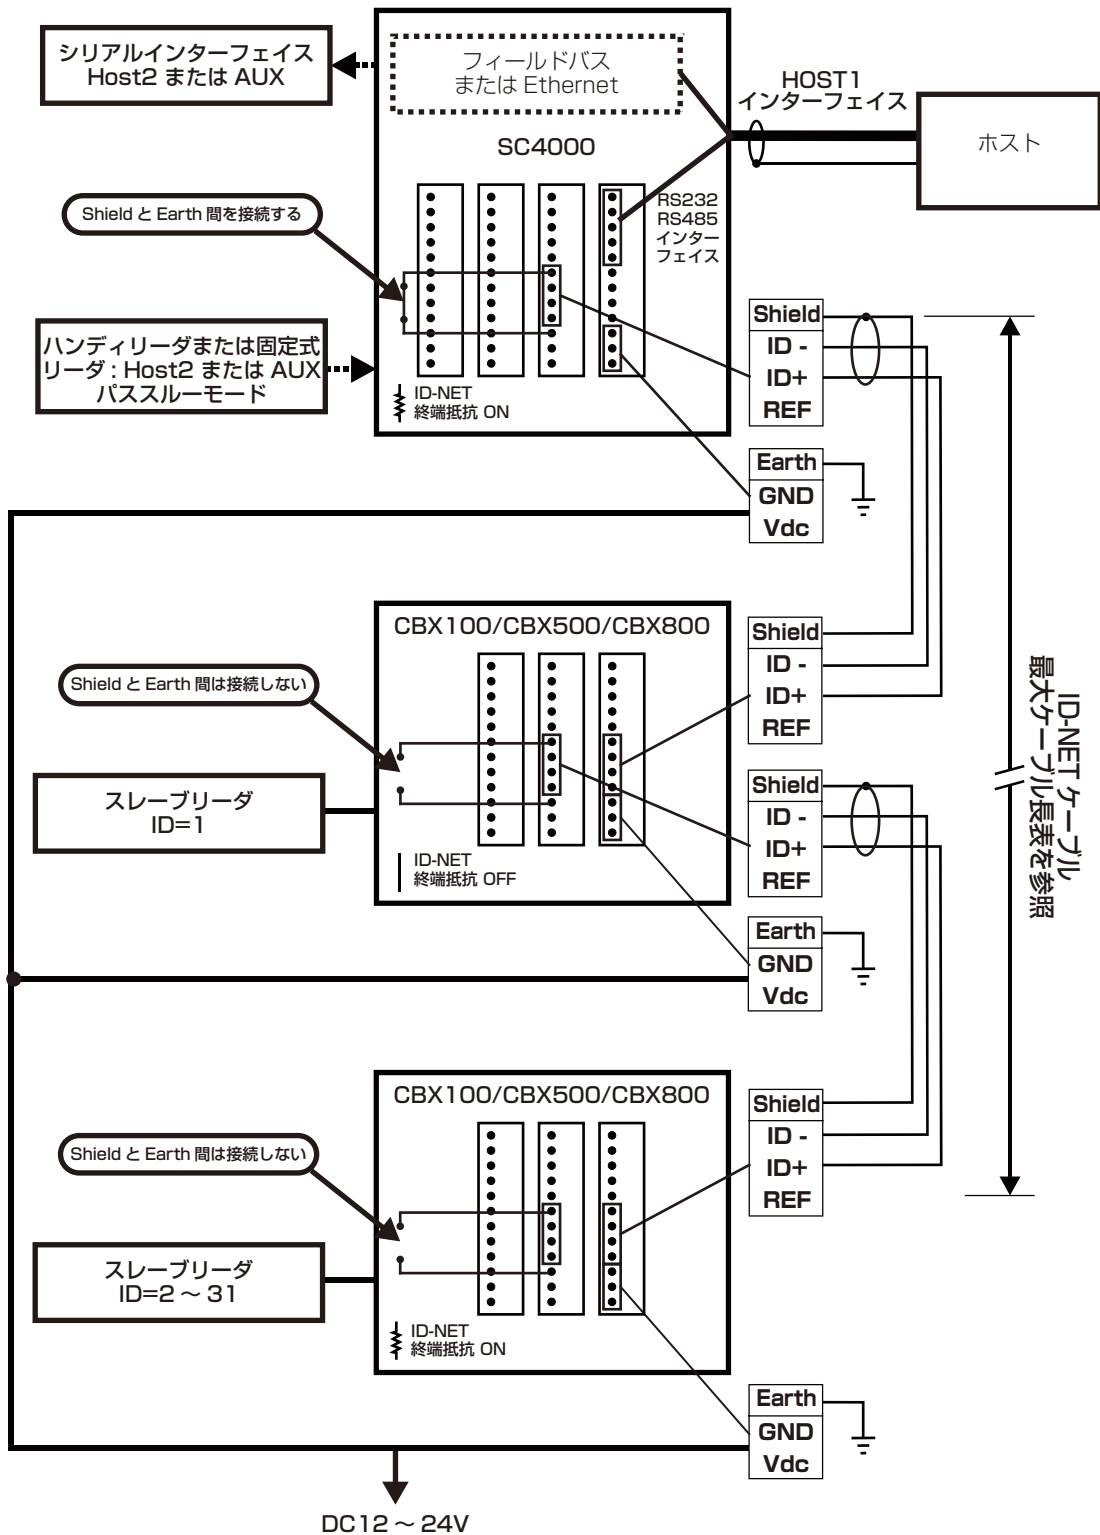 シリアルインターフェイス
Host2 または AUX
フィールドバス
または Ethernet
HOST1
インターフェイス
ホスト
SC4000
Shield と Earth 間を接続する
RS232
RS485
インター
フェイス
ハンディリーダまたは固定式
リーダ : Host2 または AUX
パススルーモード
ID-NET
終端抵抗 ON
Shield
ID -
ID+
REF
Earth
GND
Vdc
CBX100/CBX500/CBX800
Shield と Earth 間は接続しない
スレーブリーダ
ID=1
ID-NET
終端抵抗 OFF
Shield
ID -
ID+
REF
Shield
ID -
ID+
REF
Earth
GND
Vdc
ID-NET ケーブル
最大ケーブル長表を参照
CBX100/CBX500/CBX800
Shield と Earth 間は接続しない
スレーブリーダ
ID=2 ～ 31
ID-NET
終端抵抗 ON
Shield
ID -
ID+
REF
Earth
GND
Vdc
DC12 ～ 24V